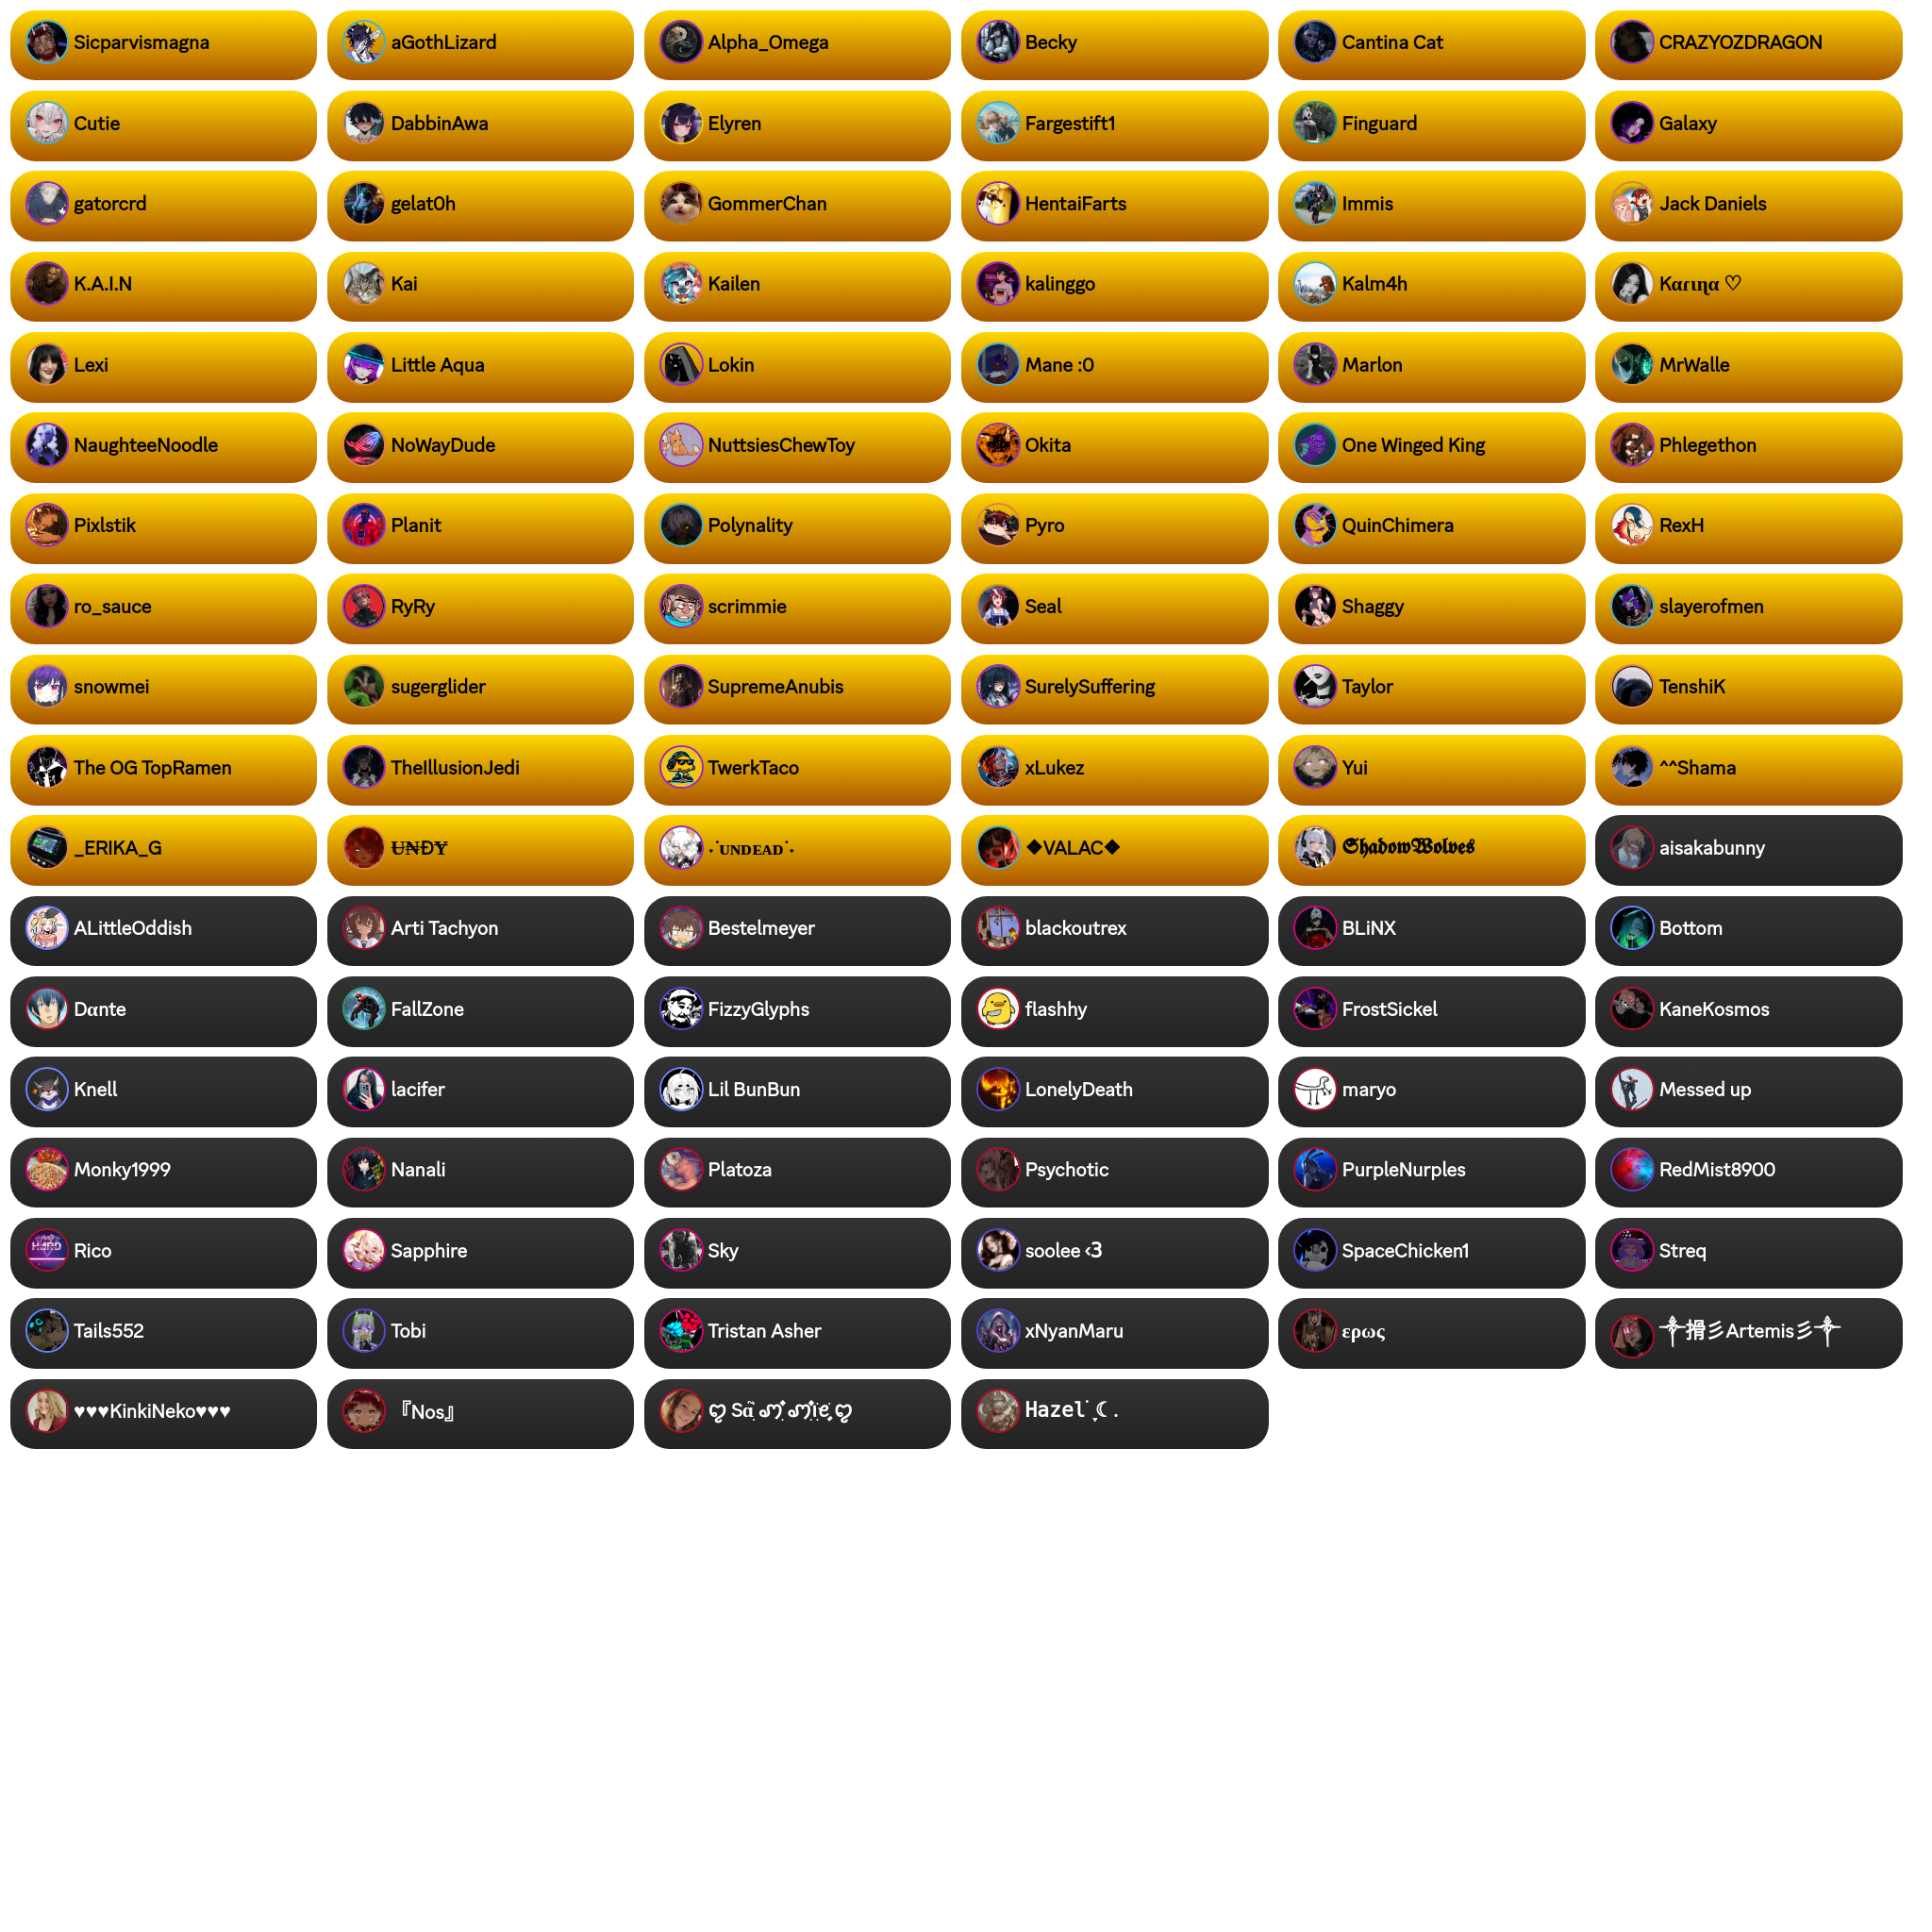 Sicparvismagna
aGothLizard
Alpha_Omega
Becky
Cantina Cat
CRAZYOZDRAGON
Cutie
DabbinAwa
Elyren
Fargestift1
Finguard
Galaxy
gatorcrd
gelat0h
GommerChan
HentaiFarts
Immis
Jack Daniels
K.A.I.N
Kai
Kailen
kalinggo
Kalm4h
Kαɾιɳα ♡
Lexi
Little Aqua
Lokin
Mane :0
Marlon
MrWalle
NaughteeNoodle
NoWayDude
NuttsiesChewToy
Okita
One Winged King
Phlegethon
Pixlstik
Planit
Polynality
Pyro
QuinChimera
RexH
ro_sauce
RyRy
scrimmie
Seal
Shaggy
slayerofmen
snowmei
sugerglider
SupremeAnubis
SurelySuffering
Taylor
TenshiK
The OG TopRamen
TheIllusionJedi
TwerkTaco
xLukez
Yui
^^Shama
_ERIKA_G
U̶N̶ĐY̶
˖˙ᴜɴᴅᴇᴀᴅ˙˖
❖VALAC❖
𝕾𝖍𝖆𝖉𝖔𝖜𝖂𝖔𝖑𝖛𝖊𝖘
aisakabunny
ALittleOddish
Arti Tachyon
Bestelmeyer
blackoutrex
BLiNX
Bottom
Dαnte
FallZone
FizzyGlyphs
flashhy
FrostSickel
KaneKosmos
Knell
lacifer
Lil BunBun
LonelyDeath
maryo
Messed up
Monky1999
Nanali
Platoza
Psychotic
PurpleNurples
RedMist8900
Rico
Sapphire
Sky
soolee <3
SpaceChicken1
Streq
Tails552
Tobi
Tristan Asher
xNyanMaru
ερως
Artemis
♥♥♥KinkiNeko♥♥♥
『Nos』
Hazel